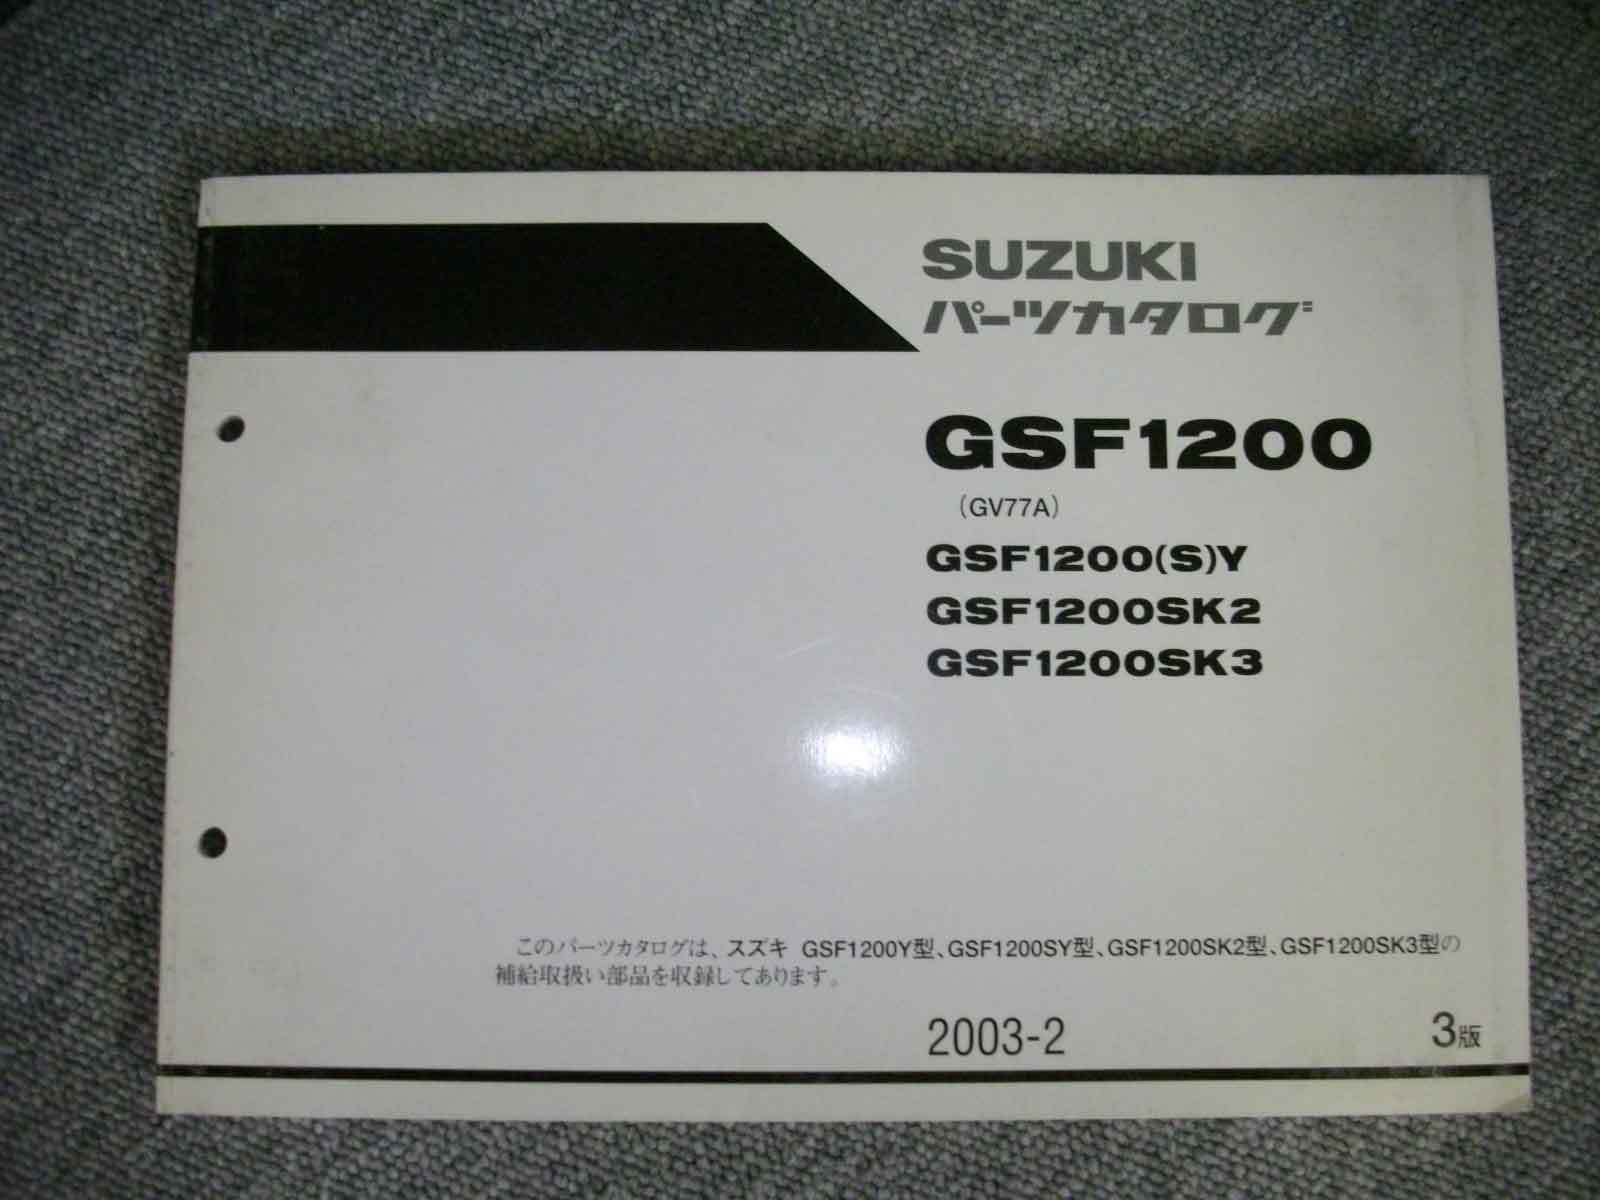 SUZUKI
パーツカタログ
GSF1200
(GV77A)
GSF1200(S)Y
GSF1200SK2
GSF1200SK3
このパーツカタログは、スズキ GSF1200Y型、GSF1200SY型、GSF1200SK2型、GSF1200SK3型の
補給取扱い部品を収録してあります。
2003-2
3版